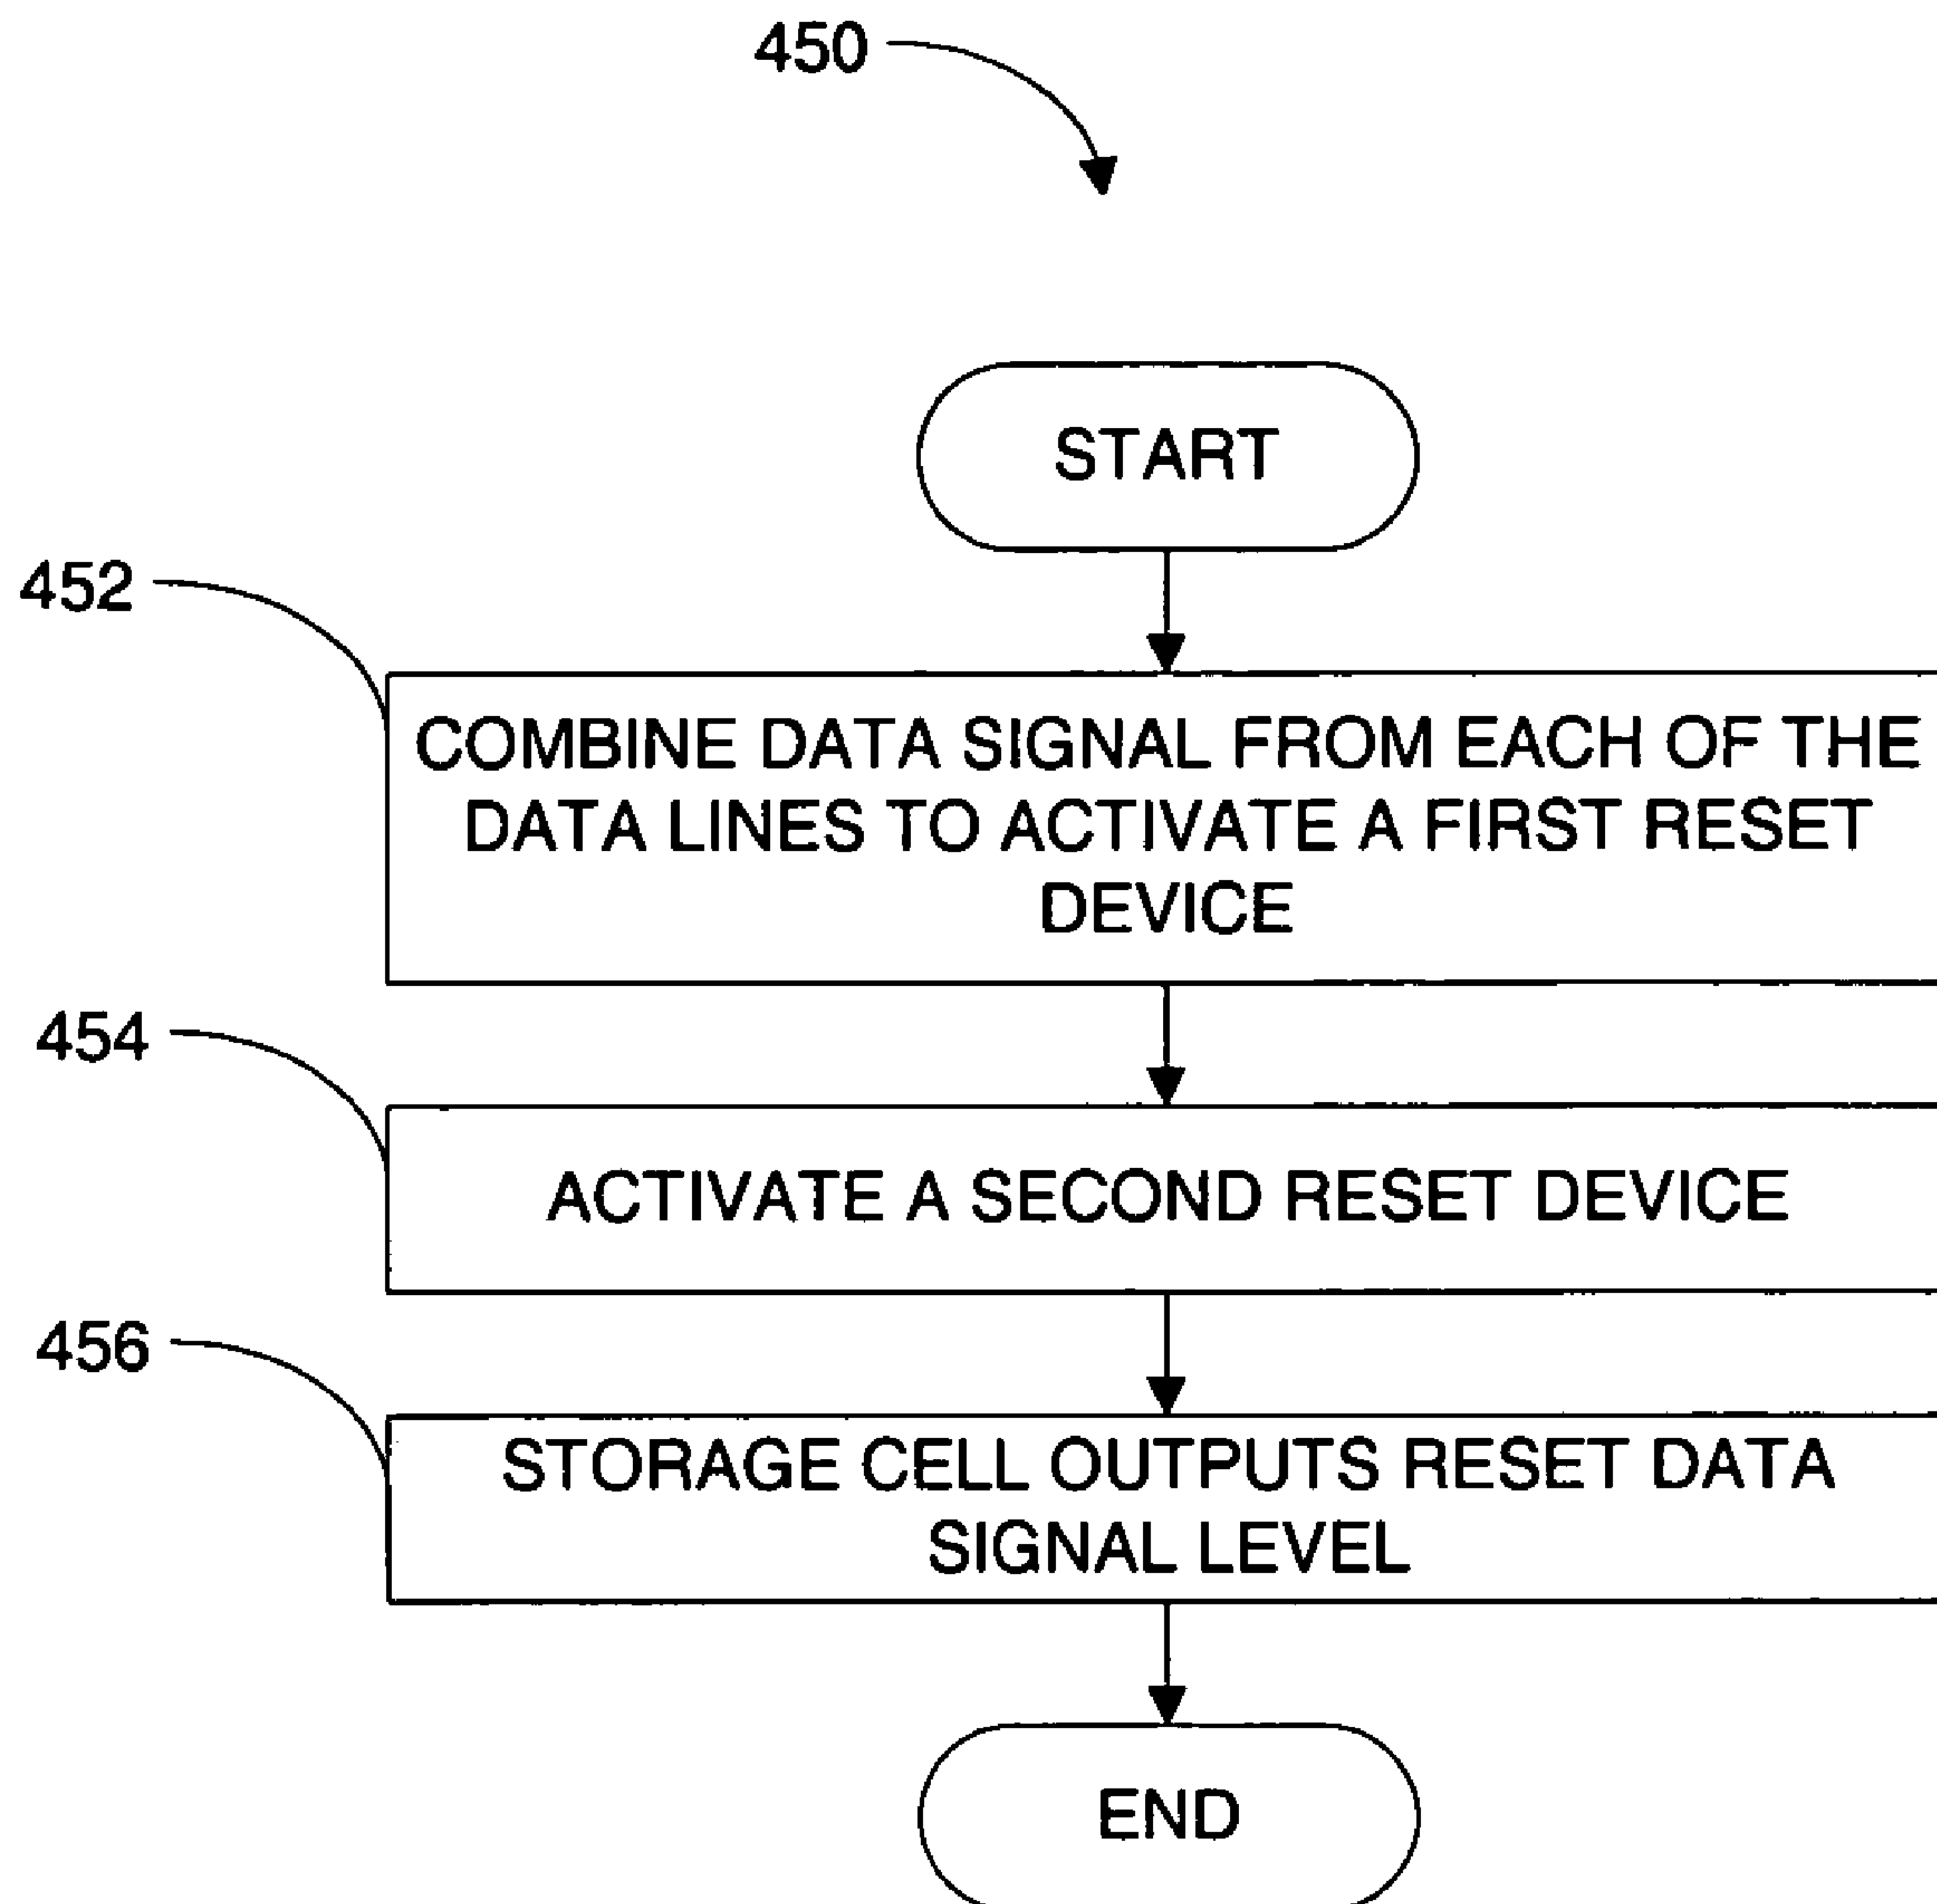 450
START
452
COMBINE DATA SIGNAL FROM EACH OF THE
DATA LINES TO ACTIVATE A FIRST RESET
DEVICE
454
ACTIVATE A SECOND RESET DEVICE
456
STORAGE CELL OUTPUTS RESET DATA
SIGNAL LEVEL
END